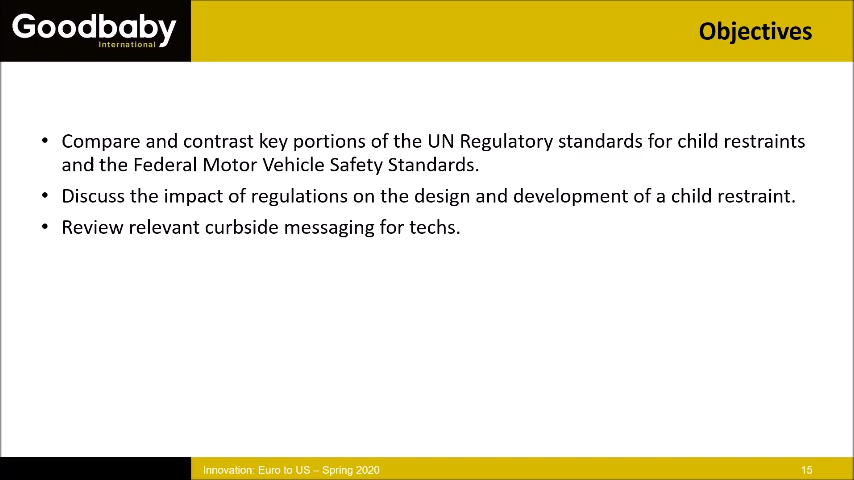 Goodbaby
International
Objectives
• Compare and contrast key portions of the UN Regulatory standards for child restraints
and the Federal Motor Vehicle Safety Standards.
• Discuss the impact of regulations on the design and development of a child restraint.
• Review relevant curbside messaging for techs.
Innovation: Euro to US – Spring 2020
15